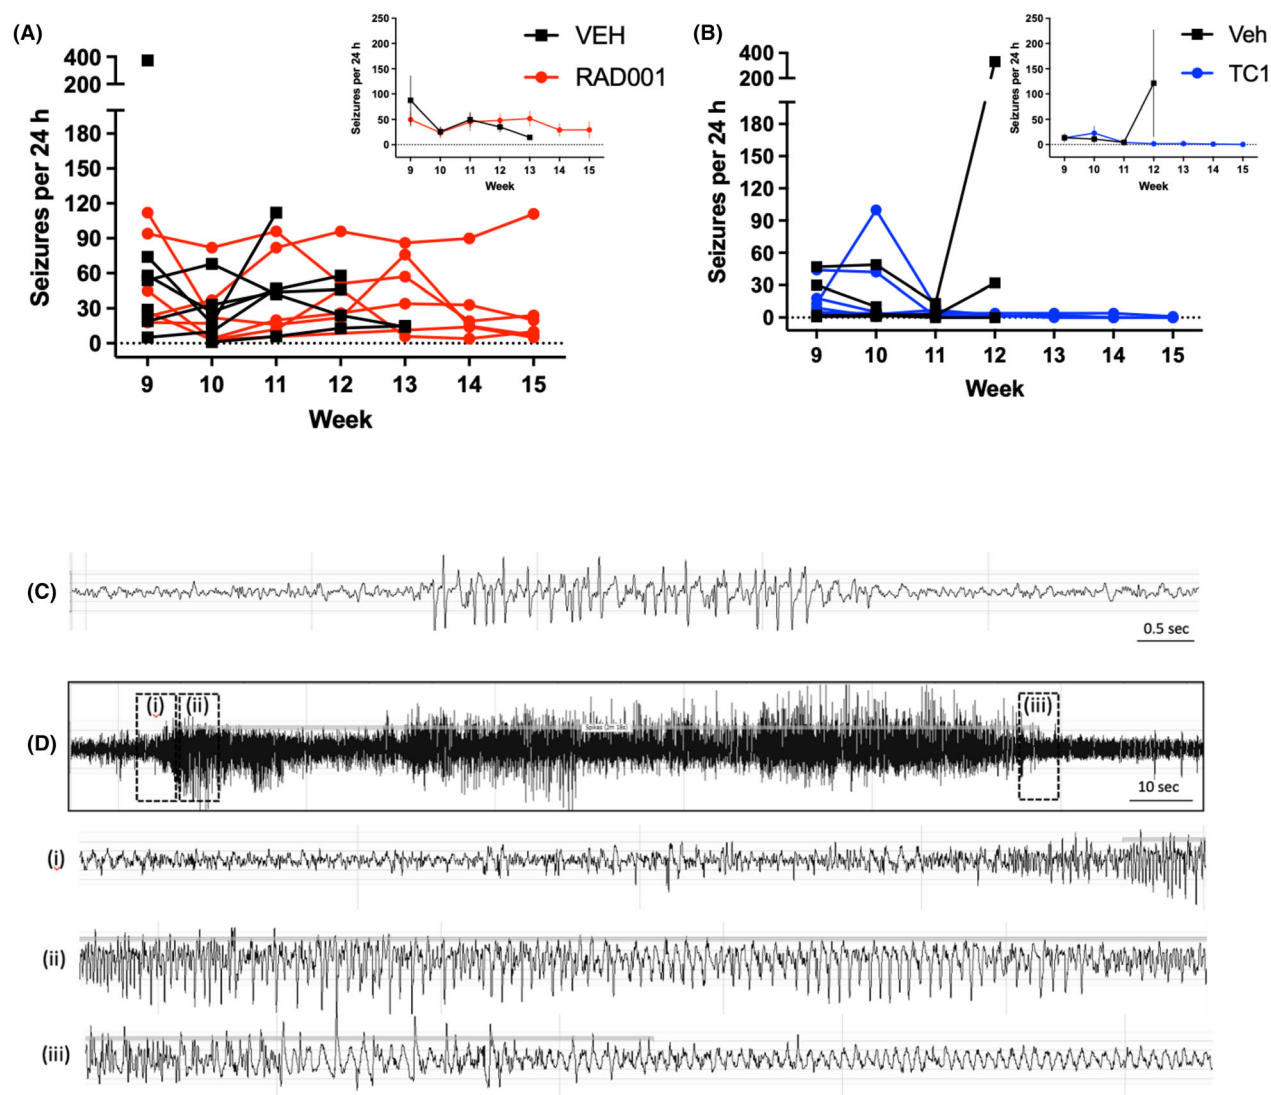 (A)
Seizures per 24 h
400
200
180
150
120
90
60
30
0
9 10 11 12 13 14 15
Week
Seizures per 24 h
250
200
150
100
50
0
9 10 11 12 13 14 15
Week
VEH
RAD001
(B)
Seizures per 24 h
400
200
180
150
120
90
60
30
0
9 10 11 12 13 14 15
Week
Seizures per 24 h
250
200
150
100
50
0
9 10 11 12 13 14 15
Week
Veh
TC1
(C)
0.5 sec
(D)
(i)
(ii)
(iii)
10 sec
(i)
(ii)
(iii)